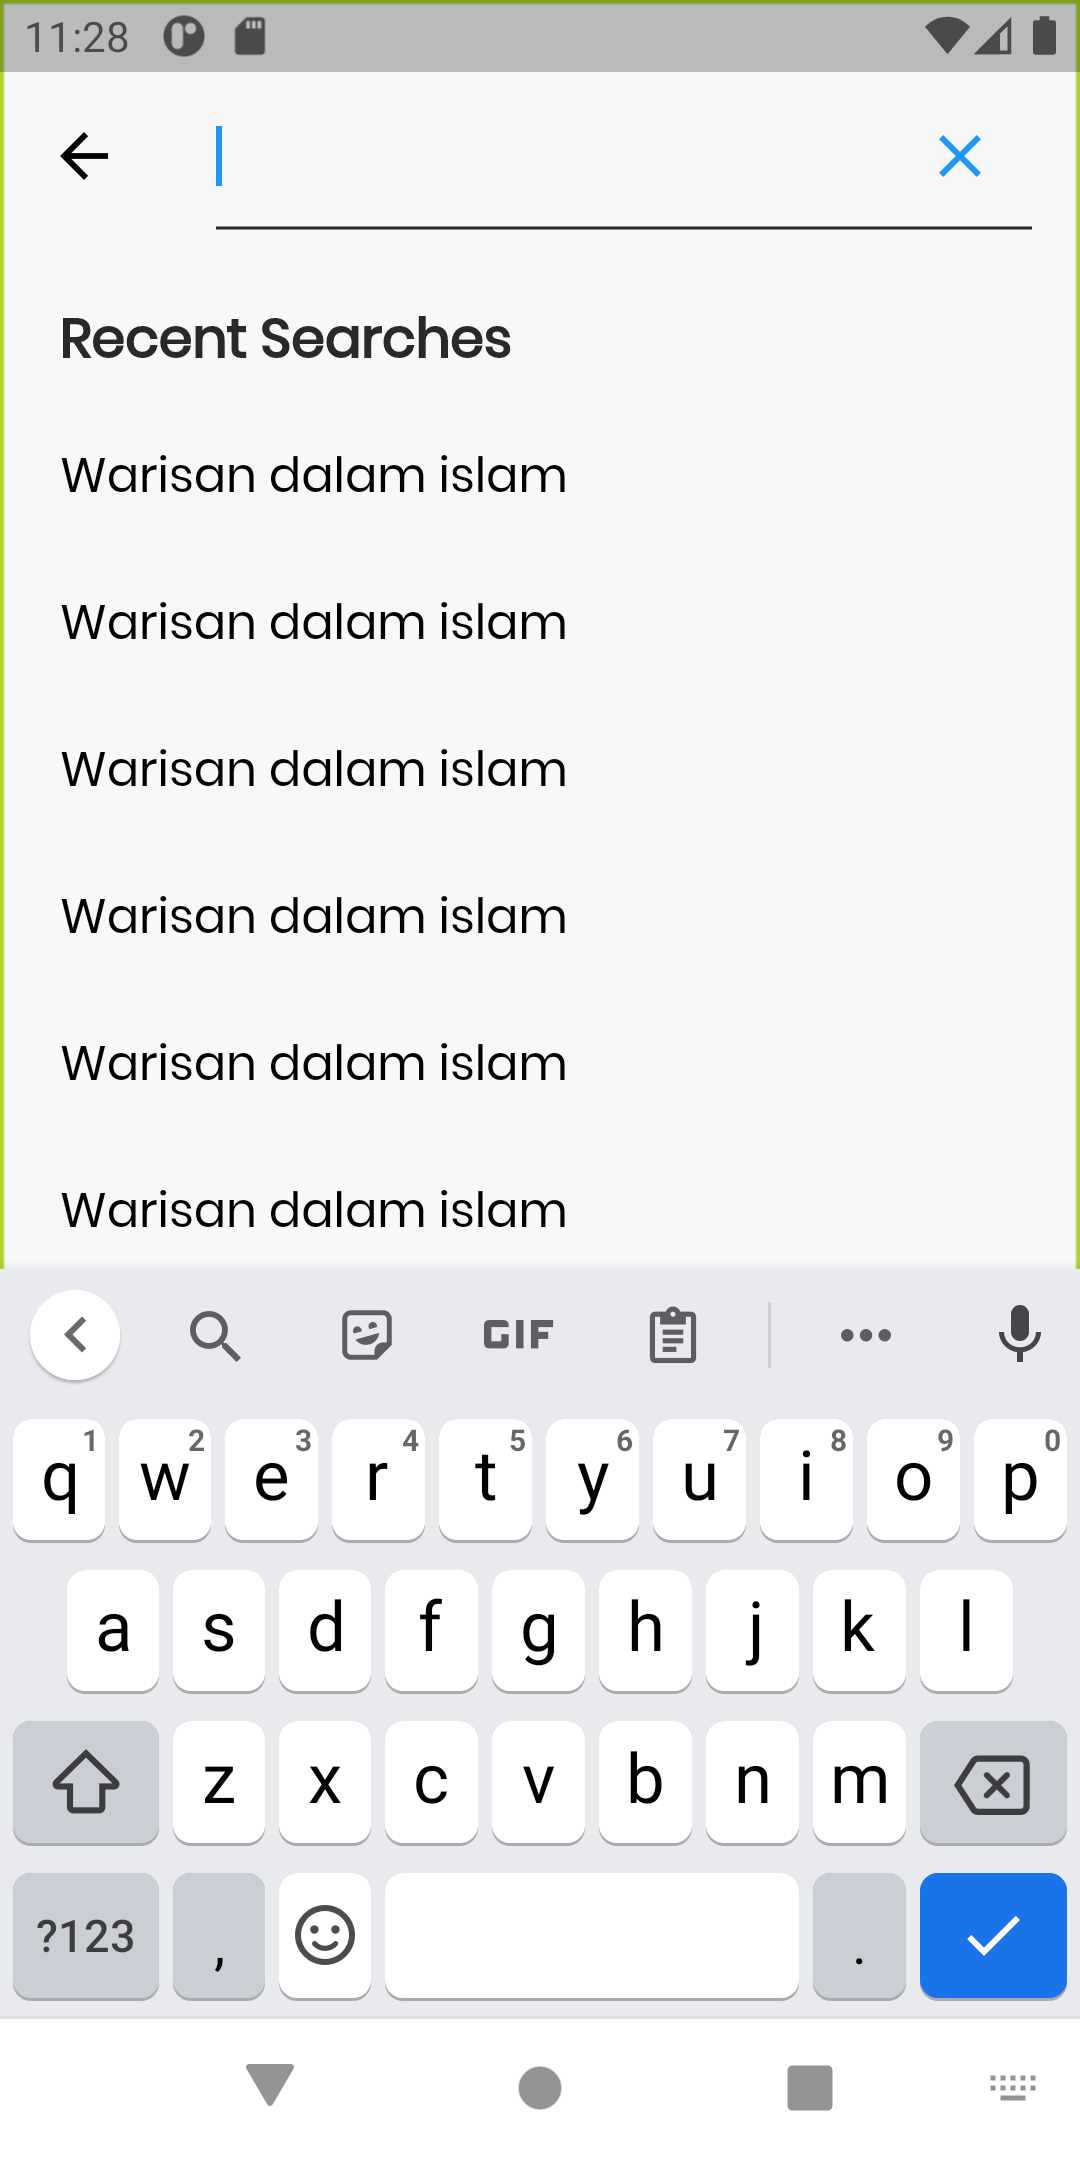 11:28
Recent Searches
Warisan dalam islam
Warisan dalam islam
Warisan dalam islam
Warisan dalam islam
Warisan dalam islam
Warisan dalam islam
GIF
q 1 w 2 e 3 r 4 t 5 y 6 u 7 i 8 o 9 p 0
a s d f g h j k l
z x c v b n m
?123 , .